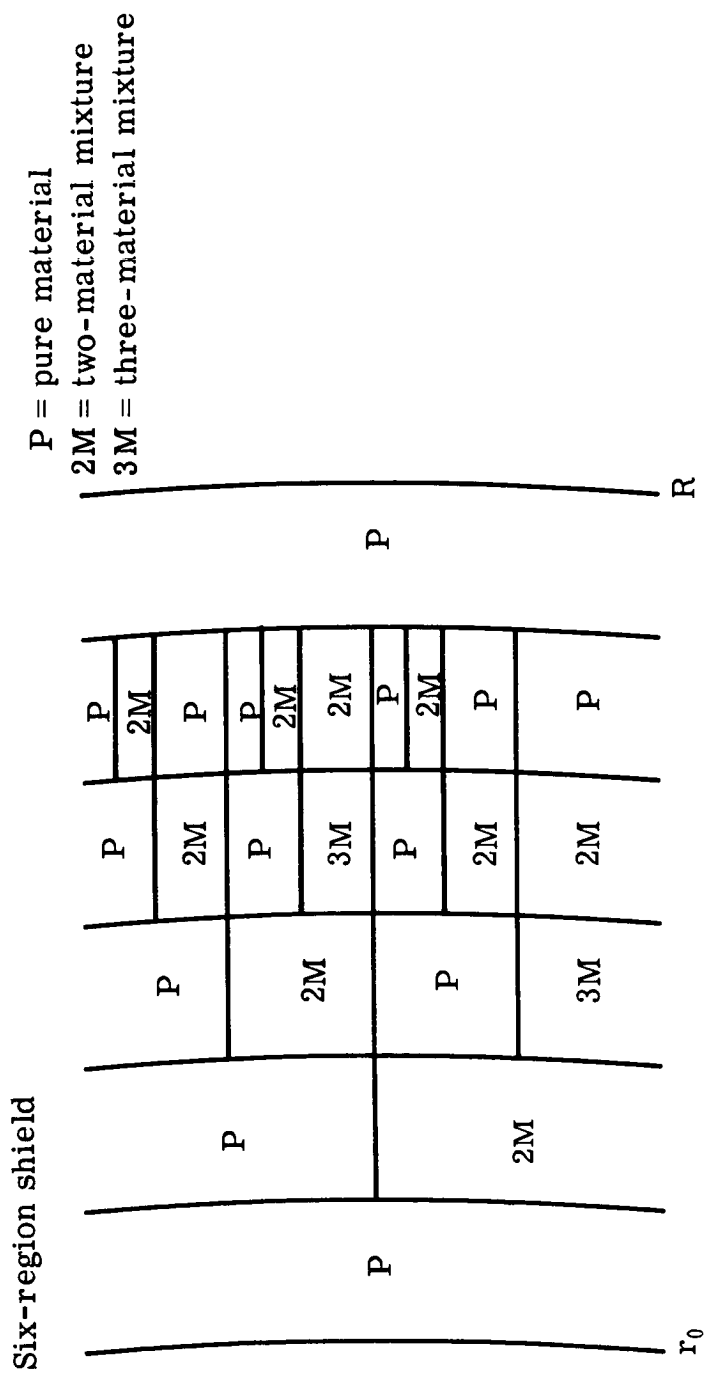 Six-region shield
P = pure material
2M = two-material mixture
3M = three-material mixture
P
P
2M
P
2M
P
3M
P
2M
P
3M
P
2M
2M
P
2M
P
P
2M
2M
P
2M
P
P
P
r₀
R